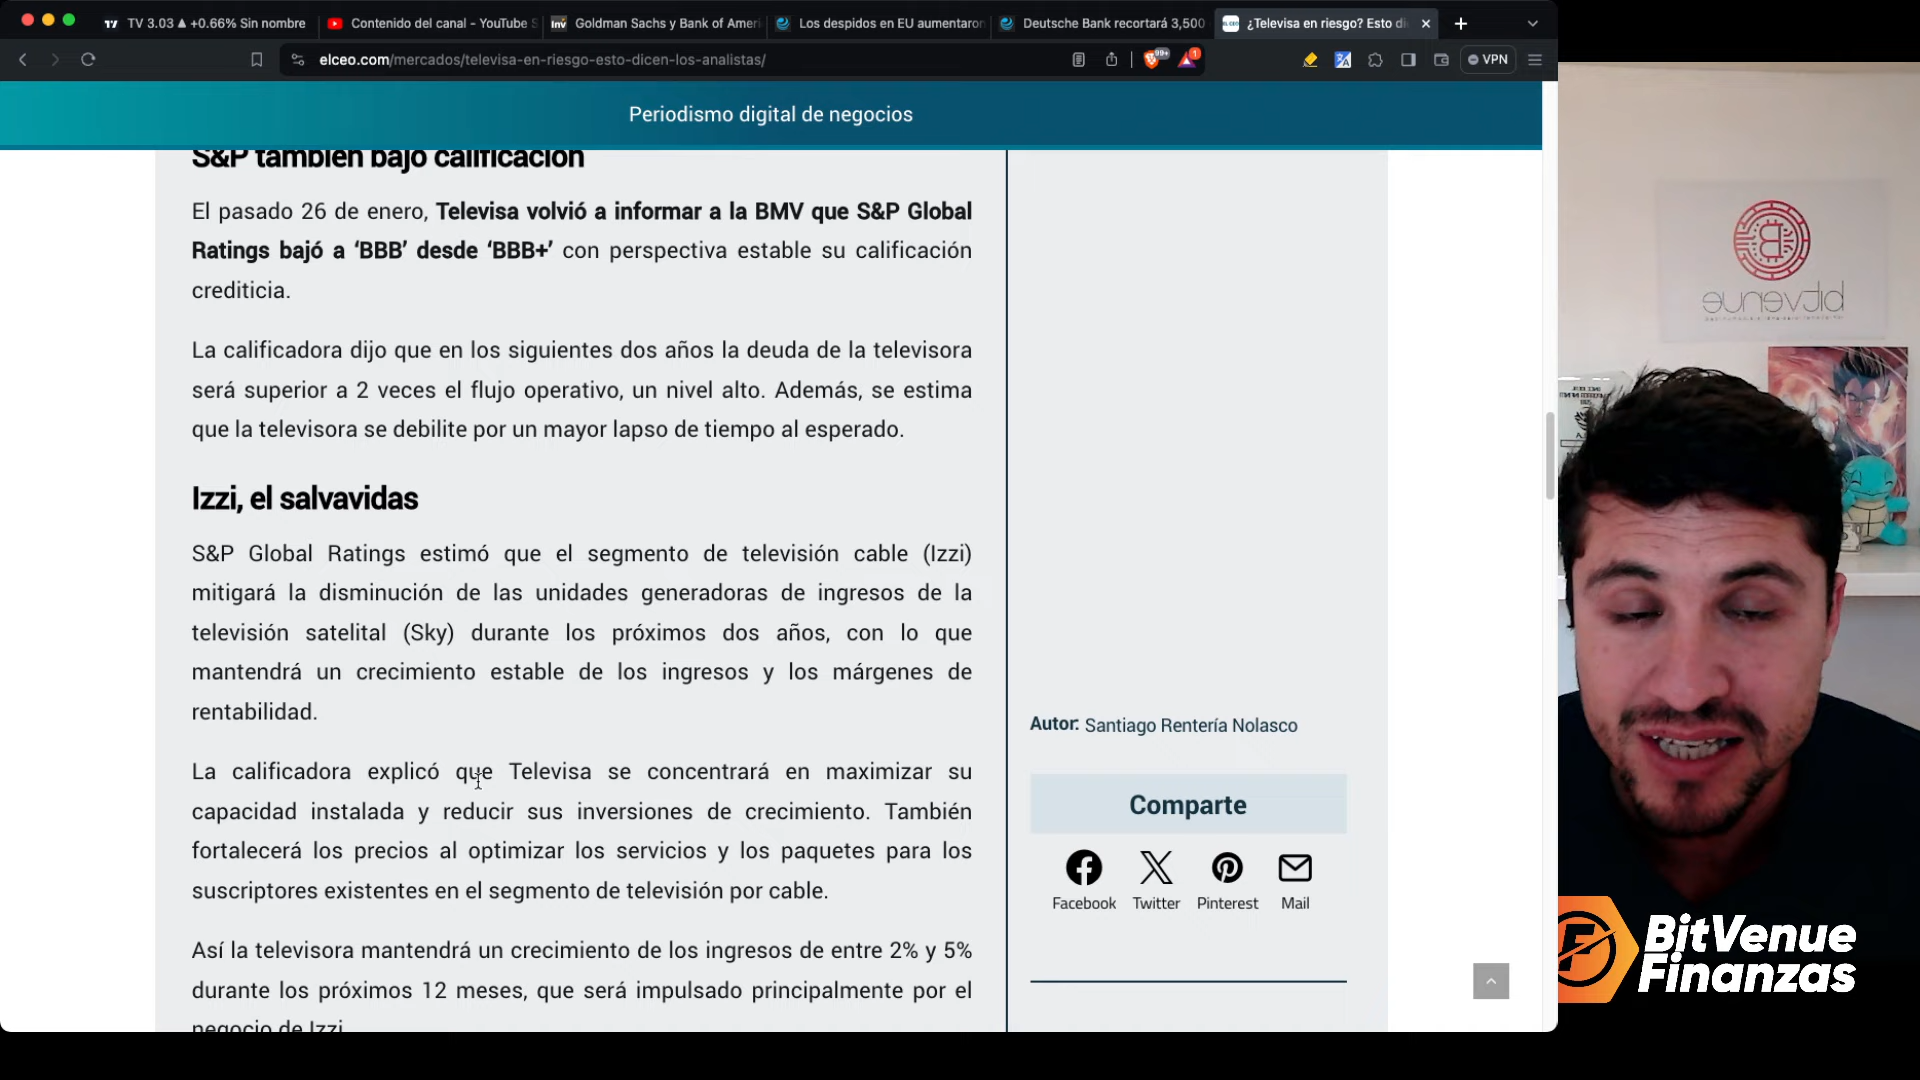 TV 3.03 ▲ +0.66% Sin nombre
Contenido del canal - YouTube S
Goldman Sachs y Bank of Ameri
Los despidos en EU aumentaron
Deutsche Bank recortará 3,500
¿Televisa en riesgo? Esto di
elceo.com/mercados/televisa-en-riesgo-esto-dicen-los-analistas/
99+
1
VPN
Periodismo digital de negocios
S&P también bajó calificación
El pasado 26 de enero, Televisa volvió a informar a la BMV que S&P Global
Ratings bajó a ‘BBB’ desde ‘BBB+’ con perspectiva estable su calificación
crediticia.
La calificadora dijo que en los siguientes dos años la deuda de la televisora
será superior a 2 veces el flujo operativo, un nivel alto. Además, se estima
que la televisora se debilite por un mayor lapso de tiempo al esperado.
Izzi, el salvavidas
S&P Global Ratings estimó que el segmento de televisión cable (Izzi)
mitigará la disminución de las unidades generadoras de ingresos de la
televisión satelital (Sky) durante los próximos dos años, con lo que
mantendrá un crecimiento estable de los ingresos y los márgenes de
rentabilidad.
La calificadora explicó que Televisa se concentrará en maximizar su
capacidad instalada y reducir sus inversiones de crecimiento. También
fortalecerá los precios al optimizar los servicios y los paquetes para los
suscriptores existentes en el segmento de televisión por cable.
Así la televisora mantendrá un crecimiento de los ingresos de entre 2% y 5%
durante los próximos 12 meses, que será impulsado principalmente por el
negocio de Izzi.
Autor: Santiago Rentería Nolasco
Comparte
Facebook Twitter Pinterest Mail
bitvenue
BitVenue
Finanzas